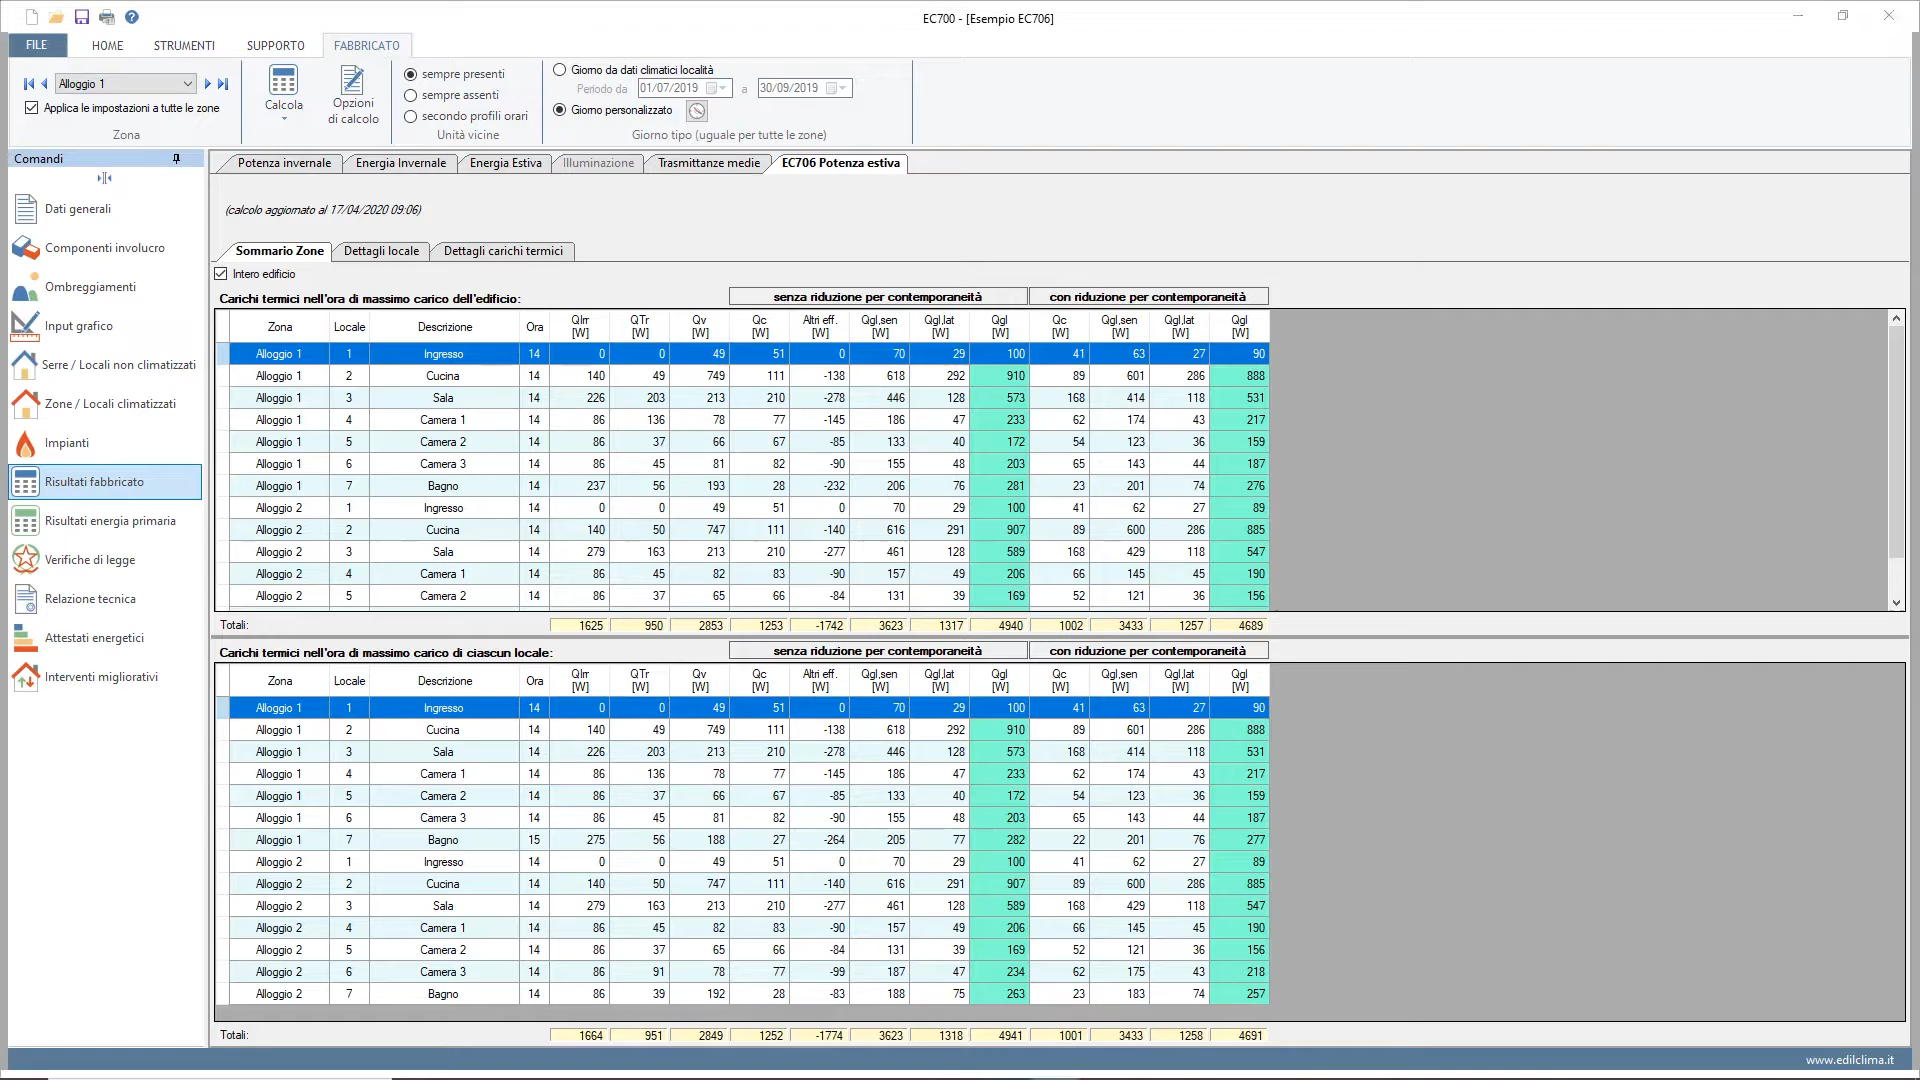 EC700 - [Esempio EC706]
FILE HOME STRUMENTI SUPPORTO FABBRICATO
Alloggio 1
Applica le impostazioni a tutte le zone
Zona
Calcola
Opzioni
di calcolo
sempre presenti
sempre assenti
secondo profili orari
Unità vicine
Giorno da dati climatici località
Periodo da 01/07/2019 a 30/09/2019
Giorno personalizzato
Giorno tipo (uguale per tutte le zone)
Comandi
Dati generali
Componenti involucro
Ombreggiamenti
Input grafico
Serre / Locali non climatizzati
Zone / Locali climatizzati
Impianti
Risultati fabbricato
Risultati energia primaria
Verifiche di legge
Relazione tecnica
Attestati energetici
Interventi migliorativi
Potenza invernale Energia Invernale Energia Estiva Illuminazione Trasmittanze medie EC706 Potenza estiva
(calcolo aggiornato al 17/04/2020 09:06)
Sommario Zone Dettagli locale Dettagli carichi termici
Intero edificio
Carichi termici nell'ora di massimo carico dell'edificio: senza riduzione per contemporaneità con riduzione per contemporaneità
Zona Locale Descrizione Ora QIrr QTr Qv Qc Altri eff. Qgl,sen Qgl,lat Qgl Qc Qgl,sen Qgl,lat Qgl
[W] [W] [W] [W] [W] [W] [W] [W] [W] [W] [W] [W]
Alloggio 1 1 Ingresso 14 0 0 49 51 0 70 29 100 41 63 27 90
Alloggio 1 2 Cucina 14 140 49 749 111 -138 618 292 910 89 601 286 888
Alloggio 1 3 Sala 14 226 203 213 210 -278 446 128 573 168 414 118 531
Alloggio 1 4 Camera 1 14 86 136 78 77 -145 186 47 233 62 174 43 217
Alloggio 1 5 Camera 2 14 86 37 66 67 -85 133 40 172 54 123 36 159
Alloggio 1 6 Camera 3 14 86 45 81 82 -90 155 48 203 65 143 44 187
Alloggio 1 7 Bagno 14 237 56 193 28 -232 206 76 281 23 201 74 276
Alloggio 2 1 Ingresso 14 0 0 49 51 0 70 29 100 41 62 27 89
Alloggio 2 2 Cucina 14 140 50 747 111 -140 616 291 907 89 600 286 885
Alloggio 2 3 Sala 14 279 163 213 210 -277 461 128 589 168 429 118 547
Alloggio 2 4 Camera 1 14 86 45 82 83 -90 157 49 206 66 145 45 190
Alloggio 2 5 Camera 2 14 86 37 65 66 -84 131 39 169 52 121 36 156
Totali: 1625 950 2853 1253 -1742 3623 1317 4940 1002 3433 1257 4689
Carichi termici nell'ora di massimo carico di ciascun locale: senza riduzione per contemporaneità con riduzione per contemporaneità
Zona Locale Descrizione Ora QIrr QTr Qv Qc Altri eff. Qgl,sen Qgl,lat Qgl Qc Qgl,sen Qgl,lat Qgl
[W] [W] [W] [W] [W] [W] [W] [W] [W] [W] [W] [W]
Alloggio 1 1 Ingresso 14 0 0 49 51 0 70 29 100 41 63 27 90
Alloggio 1 2 Cucina 14 140 49 749 111 -138 618 292 910 89 601 286 888
Alloggio 1 3 Sala 14 226 203 213 210 -278 446 128 573 168 414 118 531
Alloggio 1 4 Camera 1 14 86 136 78 77 -145 186 47 233 62 174 43 217
Alloggio 1 5 Camera 2 14 86 37 66 67 -85 133 40 172 54 123 36 159
Alloggio 1 6 Camera 3 14 86 45 81 82 -90 155 48 203 65 143 44 187
Alloggio 1 7 Bagno 15 275 56 188 27 -264 205 77 282 22 201 76 277
Alloggio 2 1 Ingresso 14 0 0 49 51 0 70 29 100 41 62 27 89
Alloggio 2 2 Cucina 14 140 50 747 111 -140 616 291 907 89 600 286 885
Alloggio 2 3 Sala 14 279 163 213 210 -277 461 128 589 168 429 118 547
Alloggio 2 4 Camera 1 14 86 45 82 83 -90 157 49 206 66 145 45 190
Alloggio 2 5 Camera 2 14 86 37 65 66 -84 131 39 169 52 121 36 156
Alloggio 2 6 Camera 3 14 86 91 78 77 -99 187 47 234 62 175 43 218
Alloggio 2 7 Bagno 14 86 39 192 28 -83 188 75 263 23 183 74 257
Totali: 1664 951 2849 1252 -1774 3623 1318 4941 1001 3433 1258 4691
www.edilclima.it